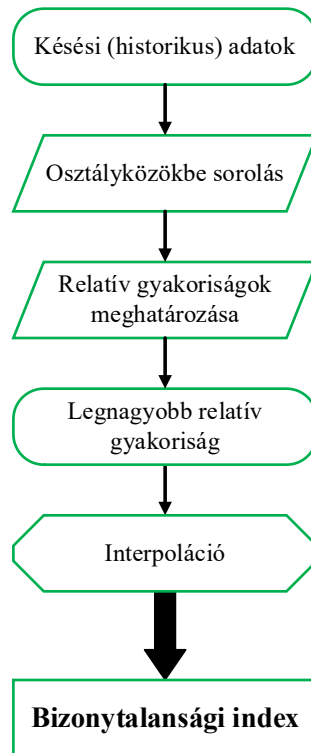 Késési (historikus) adatok
Osztályközökbe sorolás
Relatív gyakoriságok
meghatározása
Legnagyobb relatív
gyakoriság
Interpoláció
Bizonytalansági index